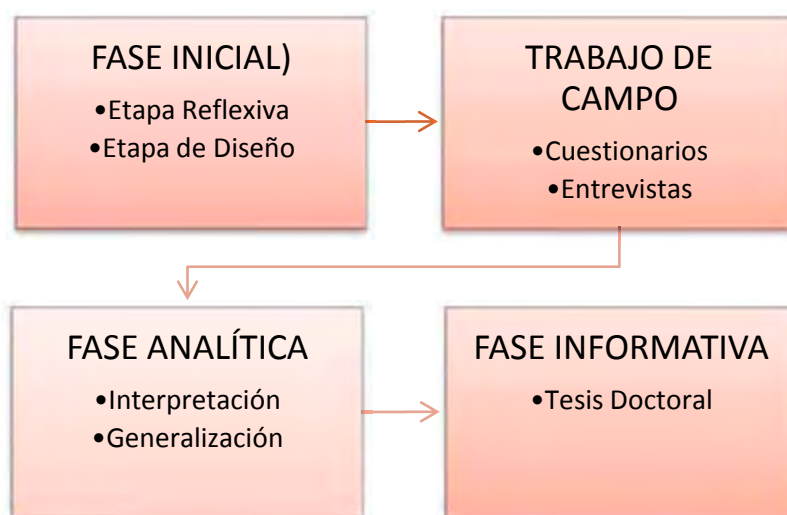 FASE INICIAL)
•Etapa Reflexiva
•Etapa de Diseño
TRABAJO DE
CAMPO
•Cuestionarios
•Entrevistas
FASE ANALÍTICA
•Interpretación
•Generalización
FASE INFORMATIVA
•Tesis Doctoral